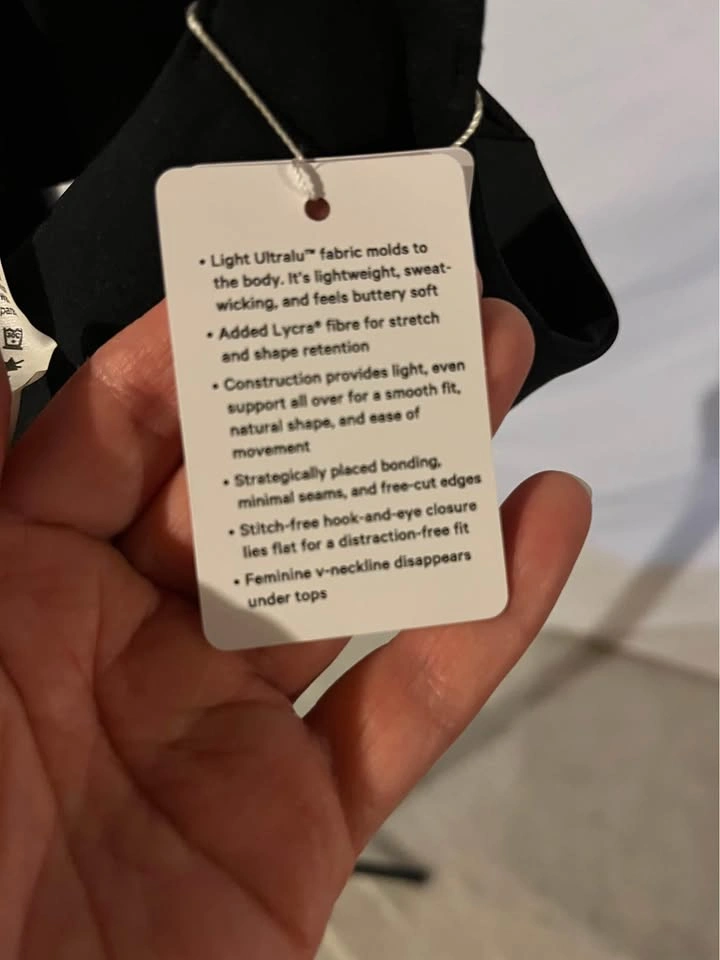 • Light Ultralu™ fabric molds to
the body. It's lightweight, sweat-
wicking, and feels buttery soft
• Added Lycra® fibre for stretch
and shape retention
• Construction provides light, even
support all over for a smooth fit,
natural shape, and ease of
movement
• Strategically placed bonding,
minimal seams, and free-cut edges
• Stitch-free hook-and-eye closure
lies flat for a distraction-free fit
• Feminine v-neckline disappears
under tops